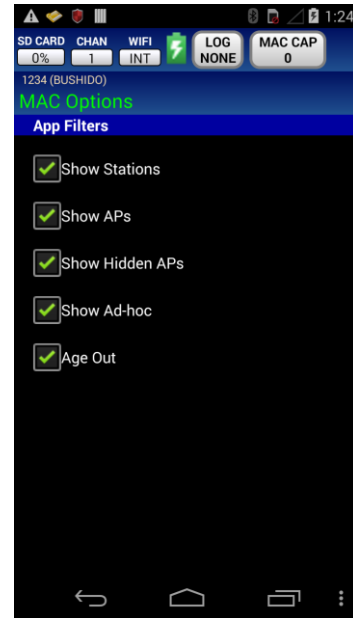 1:24
SD CARD CHAN WIFI LOG MAC CAP
0% 1 INT NONE 0
1234 (BUSHIDO)
MAC Options
App Filters
Show Stations
Show APs
Show Hidden APs
Show Ad-hoc
Age Out